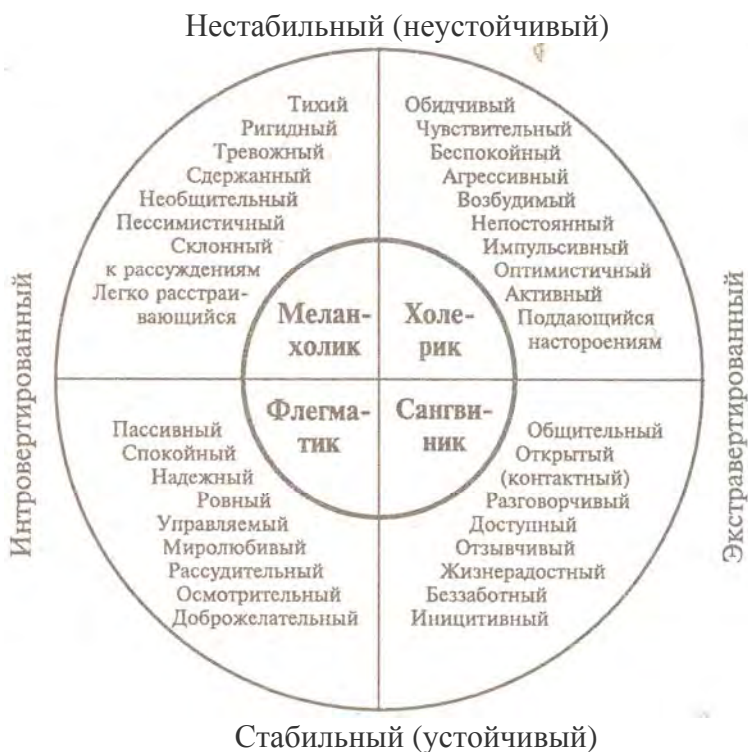 Нестабильный (неустойчивый)
Тихий
Ригидный
Тревожный
Сдержанный
Необщительный
Пессимистичный
Склонный
к рассуждениям
Легко расстраи-
вающийся
Обидчивый
Чувствительный
Беспокойный
Агрессивный
Возбудимый
Непостоянный
Импульсивный
Оптимистичный
Активный
Поддающийся
настороениям
Интровертированный
Мелан-
холик
Холе-
рик
Экстравертированный
Флегма-
тик
Сангви-
ник
Пассивный
Спокойный
Надежный
Ровный
Управляемый
Миролюбивый
Рассудительный
Осмотрительный
Доброжелательный
Общительный
Открытый
(контактный)
Разговорчивый
Доступный
Отзывчивый
Жизнерадостный
Беззаботный
Иницитивный
Стабильный (устойчивый)